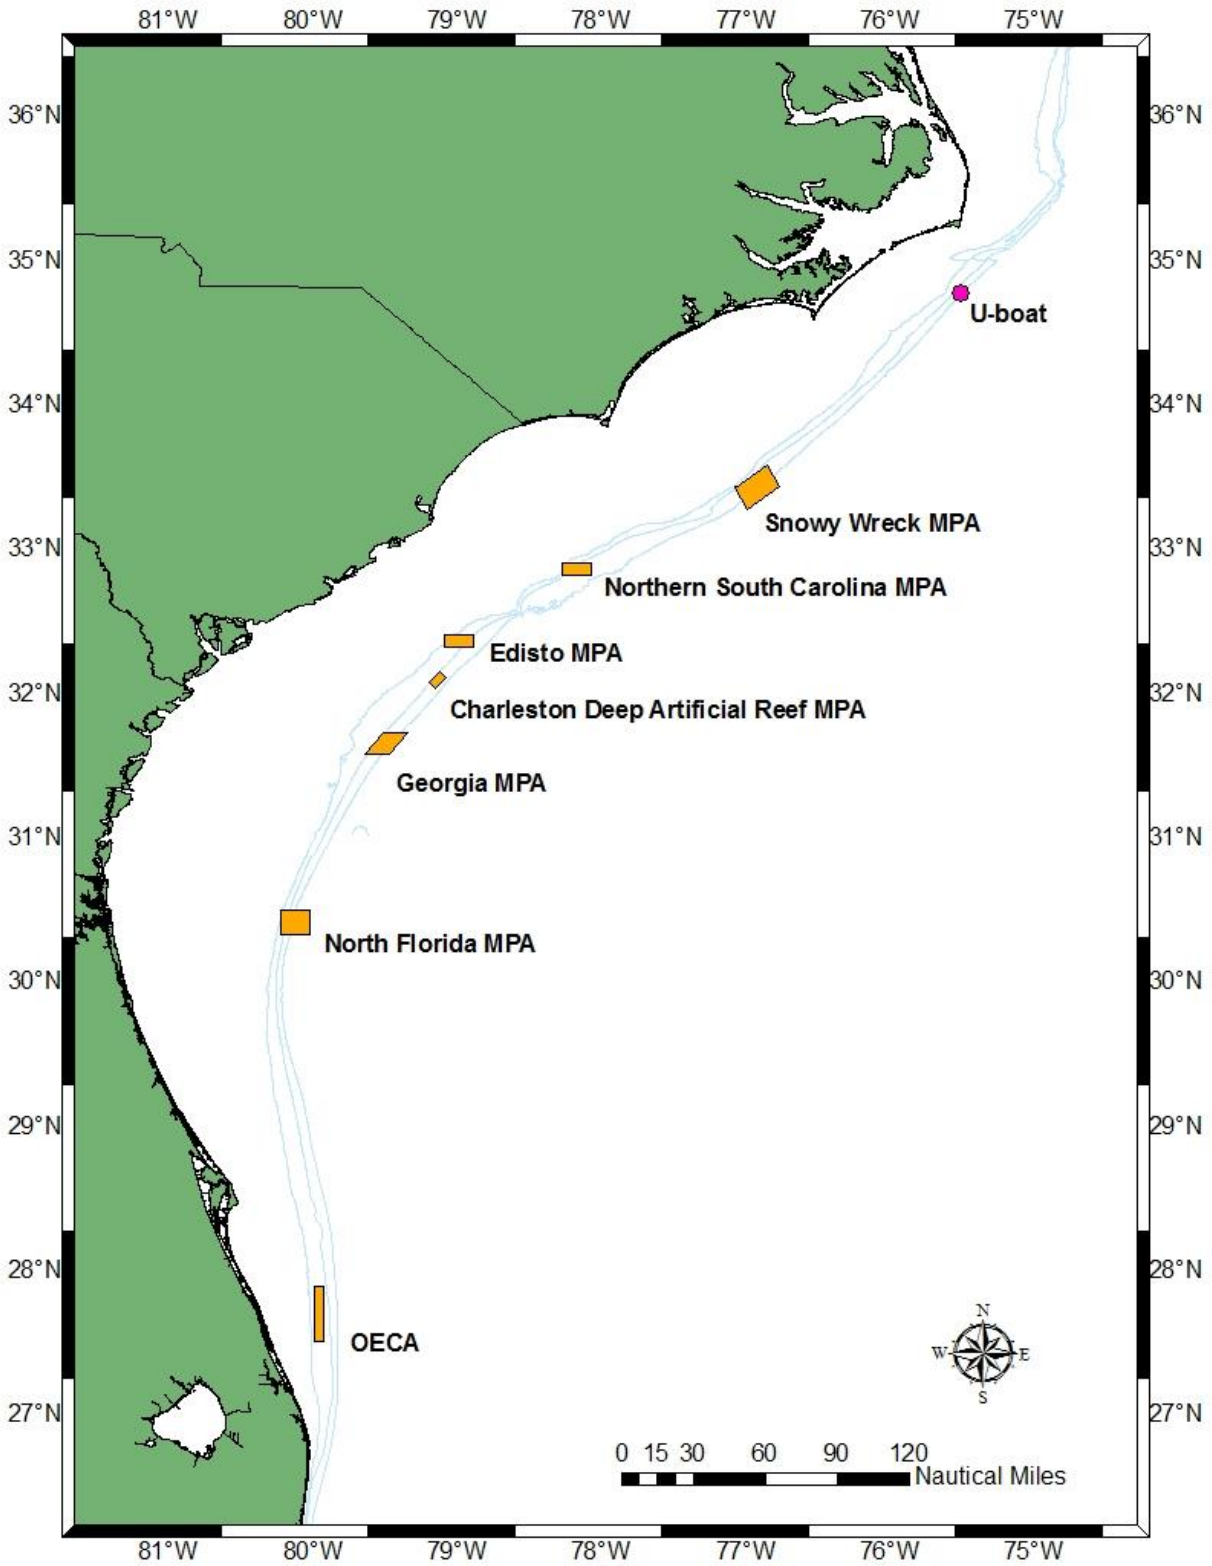 81°W 80°W 79°W 78°W 77°W 76°W 75°W
36°N 36°N
35°N 35°N
U-boat
34°N 34°N
Snowy Wreck MPA
33°N 33°N
Northern South Carolina MPA
Edisto MPA
32°N 32°N
Charleston Deep Artificial Reef MPA
Georgia MPA
31°N 31°N
North Florida MPA
30°N 30°N
29°N 29°N
28°N 28°N
N
OECA
W E
S
27°N 27°N
0 15 30 60 90 120
Nautical Miles
81°W 80°W 79°W 78°W 77°W 76°W 75°W